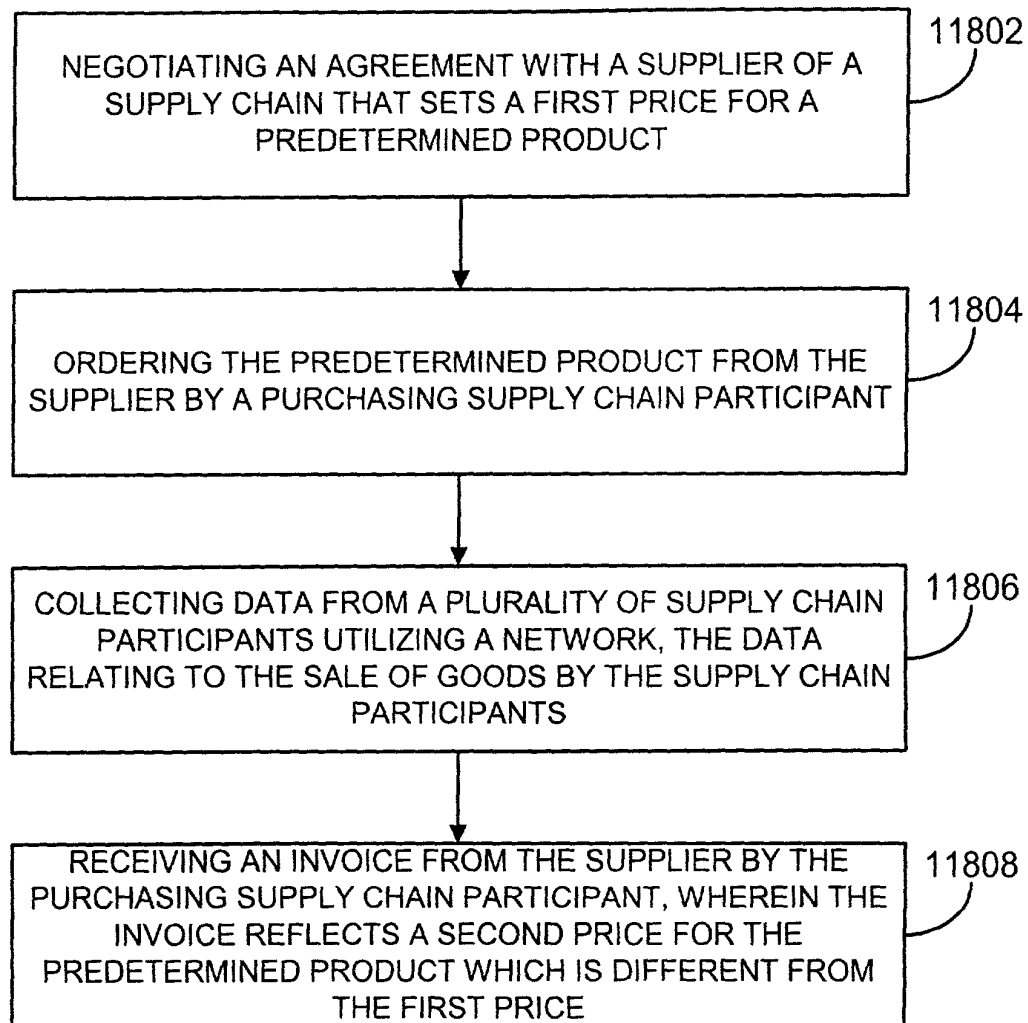 11802
NEGOTIATING AN AGREEMENT WITH A SUPPLIER OF A
SUPPLY CHAIN THAT SETS A FIRST PRICE FOR A
PREDETERMINED PRODUCT
11804
ORDERING THE PREDETERMINED PRODUCT FROM THE
SUPPLIER BY A PURCHASING SUPPLY CHAIN PARTICIPANT
11806
COLLECTING DATA FROM A PLURALITY OF SUPPLY CHAIN
PARTICIPANTS UTILIZING A NETWORK, THE DATA
RELATING TO THE SALE OF GOODS BY THE SUPPLY CHAIN
PARTICIPANTS
11808
RECEIVING AN INVOICE FROM THE SUPPLIER BY THE
PURCHASING SUPPLY CHAIN PARTICIPANT, WHEREIN THE
INVOICE REFLECTS A SECOND PRICE FOR THE
PREDETERMINED PRODUCT WHICH IS DIFFERENT FROM
THE FIRST PRICE